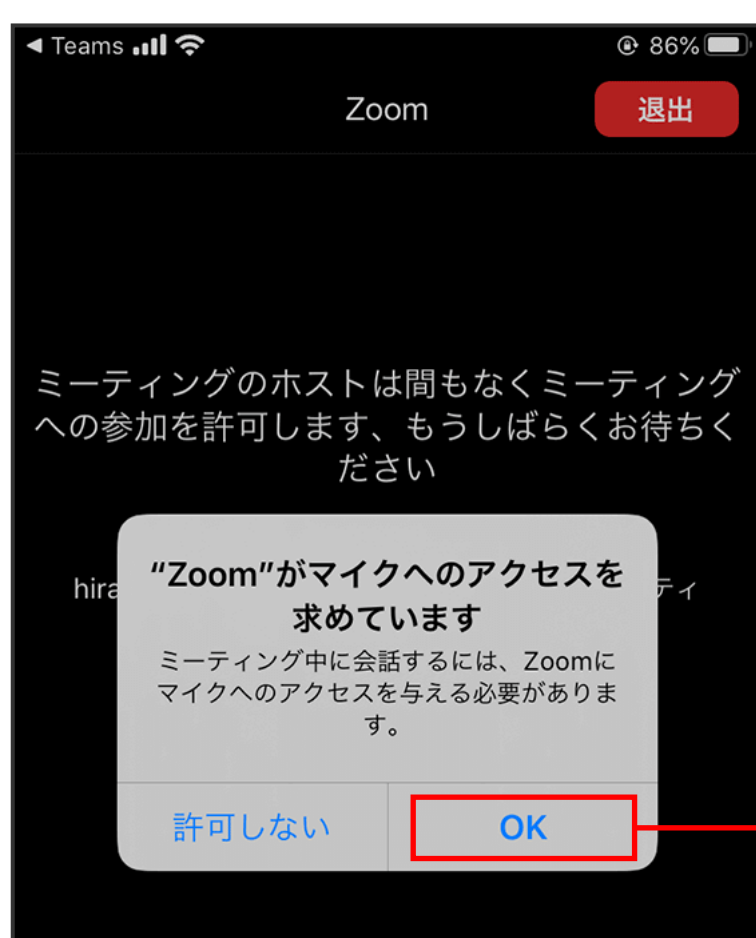 ◀ Teams 86%
Zoom 退出
ミーティングのホストは間もなくミーティング
への参加を許可します、もうしばらくお待ちく
ださい
hira ティ
"Zoom"がマイクへのアクセスを
求めています
ミーティング中に会話するには、Zoomに
マイクへのアクセスを与える必要がありま
す。
許可しない OK